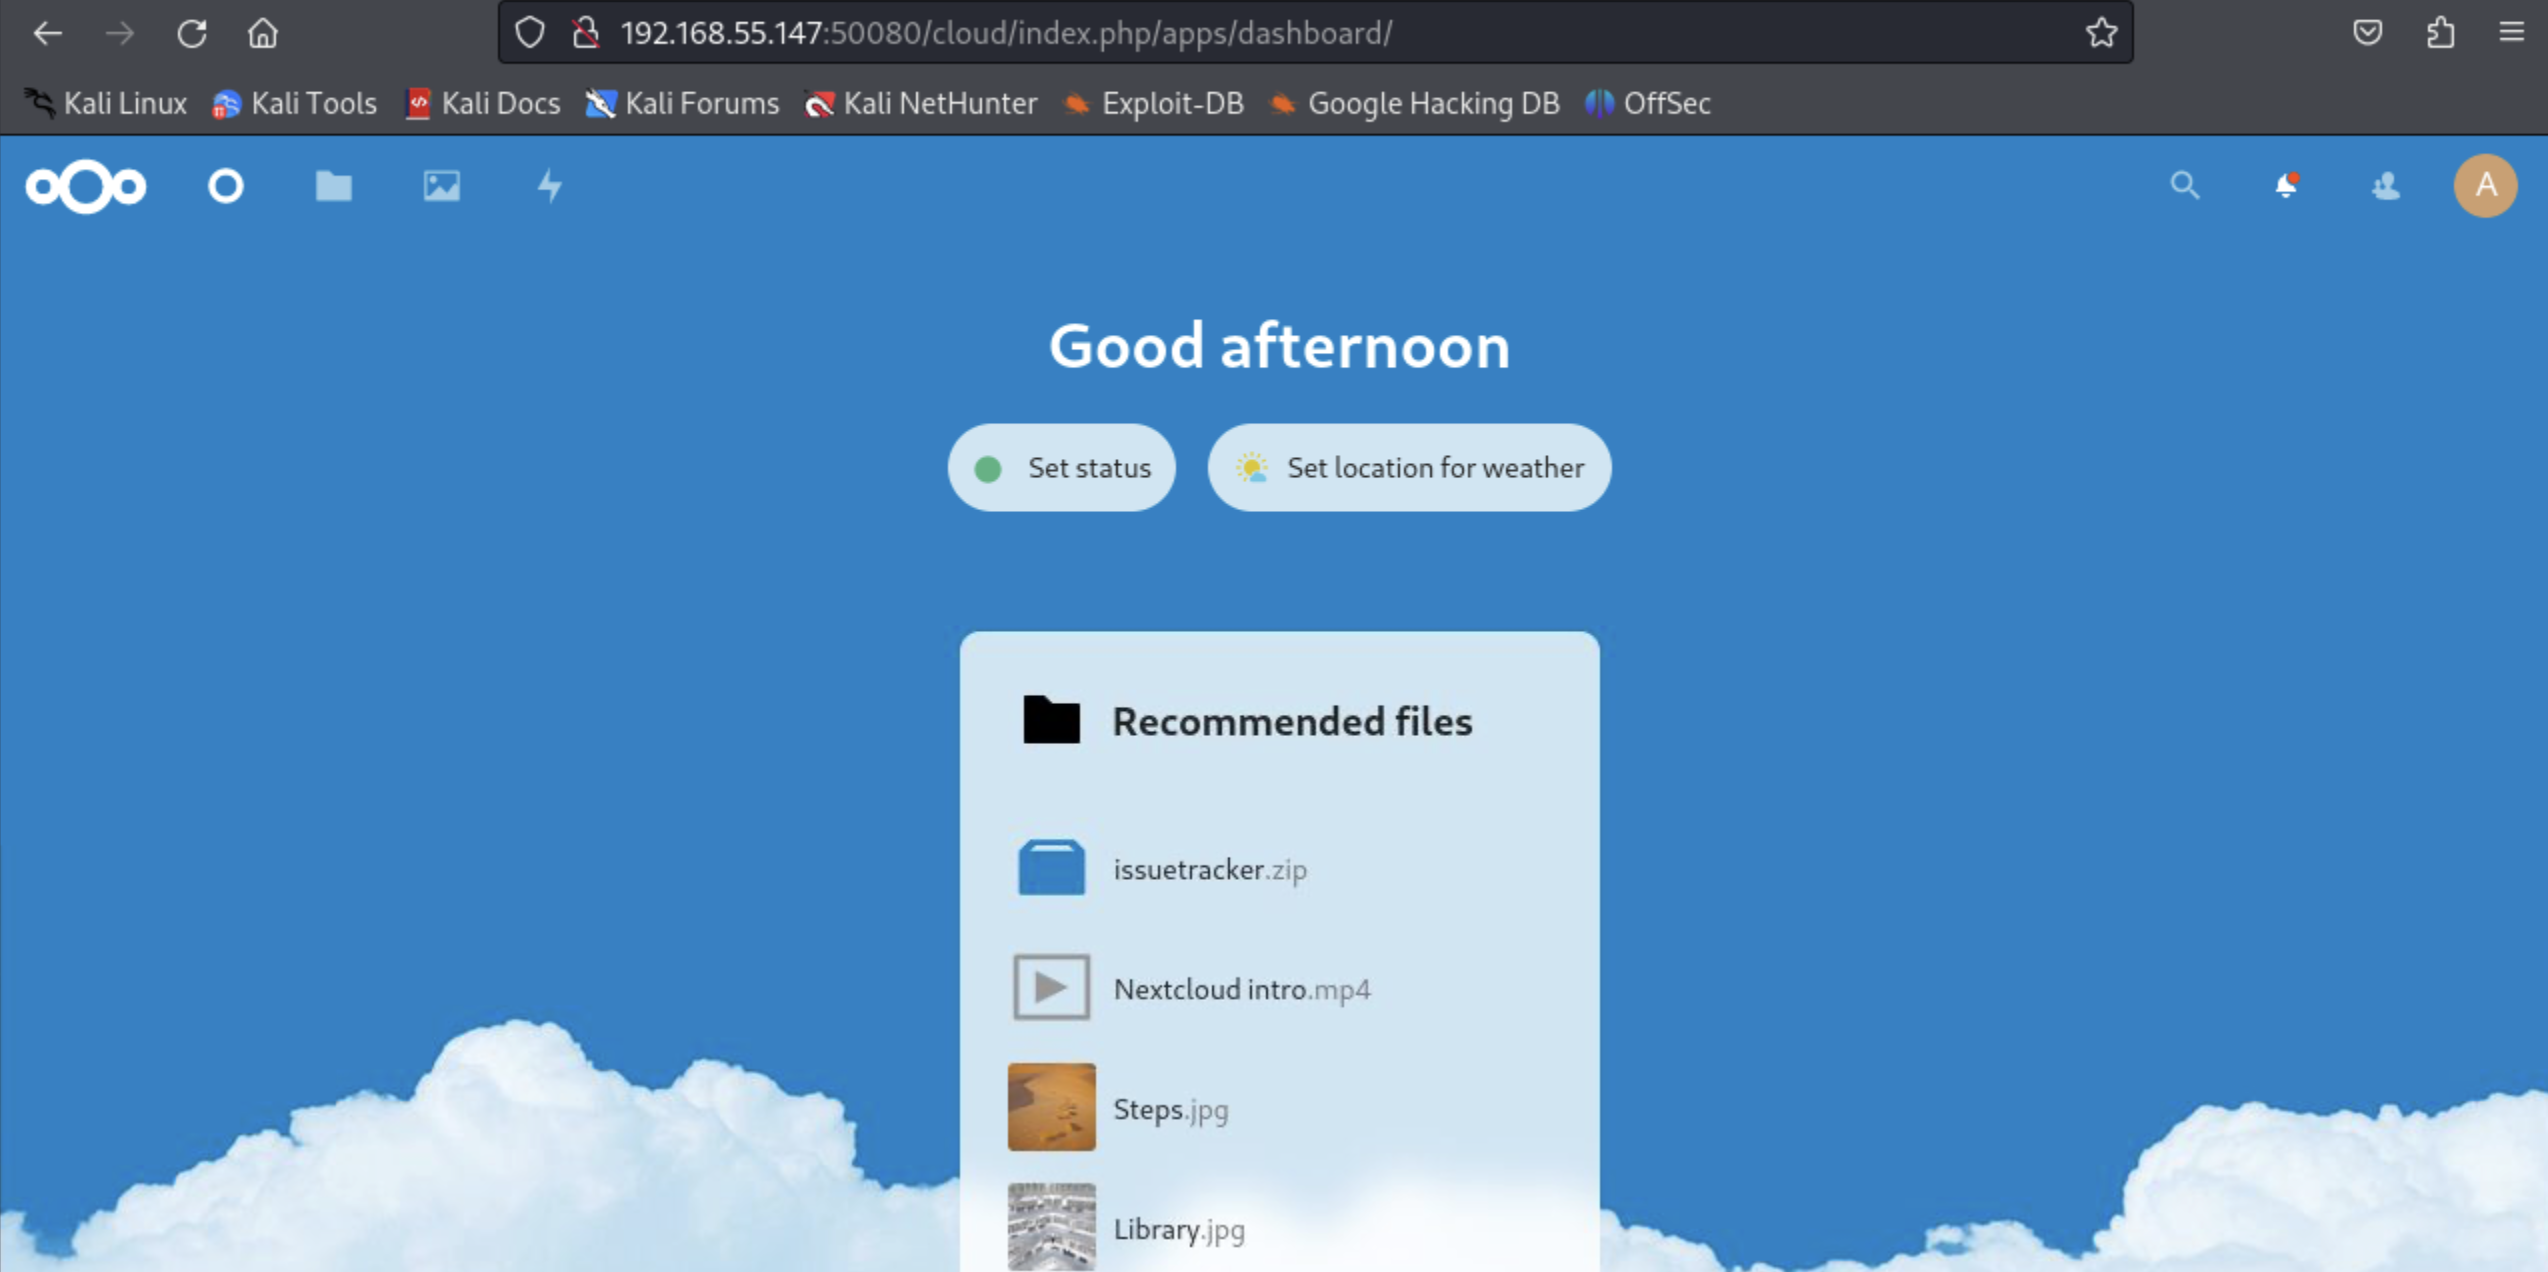 192.168.55.147:50080/cloud/index.php/apps/dashboard/
Kali Linux Kali Tools Kali Docs Kali Forums Kali NetHunter Exploit-DB Google Hacking DB OffSec
A
Good afternoon
Set status Set location for weather
Recommended files
issuetracker.zip
Nextcloud intro.mp4
Steps.jpg
Library.jpg